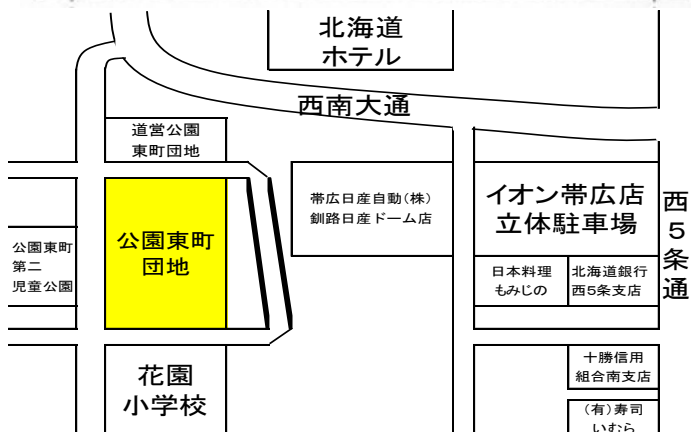 北海道
ホテル
西南大通
道営公園
東町団地
帯広日産自動(株)
釧路日産ドーム店
イオン帯広店
立体駐車場
西5条通
公園東町
団地
公園東町
第二
児童公園
日本料理
もみじの
北海道銀行
西5条支店
花園
小学校
十勝信用
組合南支店
(有)寿司
いむら